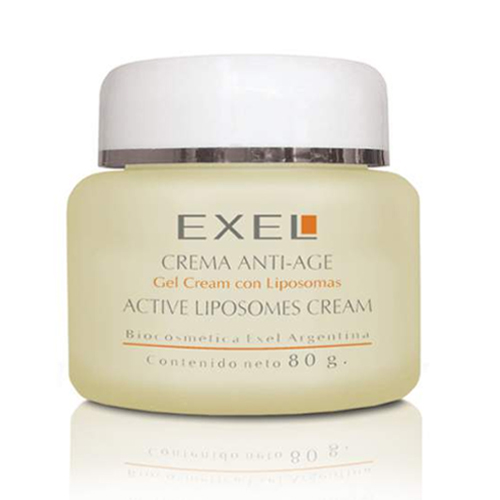 EXEL
CREMA ANTI-AGE
Gel Cream con Liposomas
ACTIVE LIPOSOMES CREAM
Biocosmética Exel Argentina
Contenido neto 80 g.